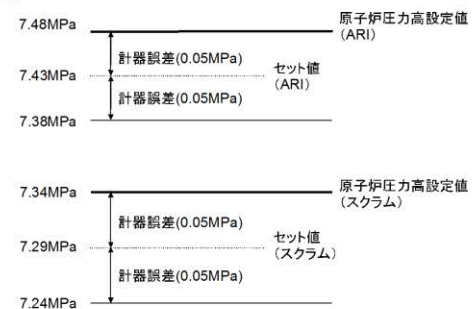 7.48MPa
原子炉圧力高設定値
(ARI)
計器誤差(0.05MPa)
7.43MPa
セット値
(ARI)
計器誤差(0.05MPa)
7.38MPa
7.34MPa
原子炉圧力高設定値
(スクラム)
計器誤差(0.05MPa)
7.29MPa
セット値
(スクラム)
計器誤差(0.05MPa)
7.24MPa